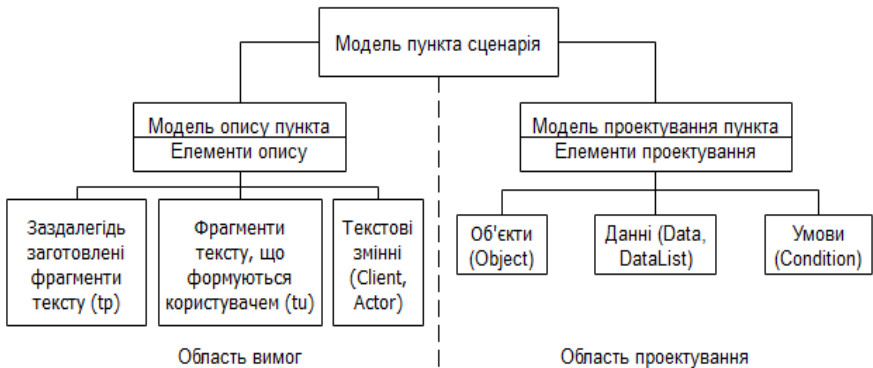 Модель пункта сценарія
Модель опису пункта
Елементи опису
Модель проектування пункта
Елементи проектування
Заздалегідь
заготовлені
фрагменти
тексту (tp)
Фрагменти
тексту, що
формуються
користувачем (tu)
Текстові
змінні
(Client,
Actor)
Об'єкти
(Object)
Данні (Data,
DataList)
Умови
(Condition)
Область вимог
Область проектування